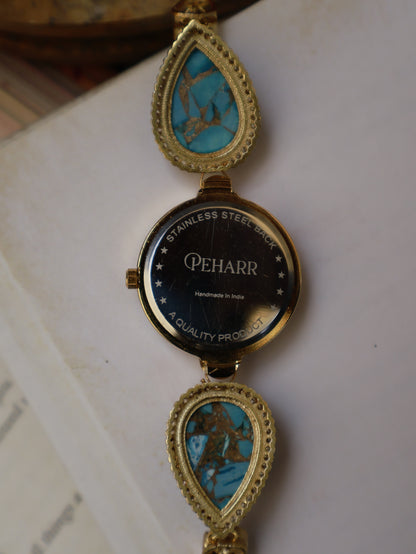 STAINLESS STEEL BACK
PEHARR
Handmade In India
A QUALITY PRODUCT